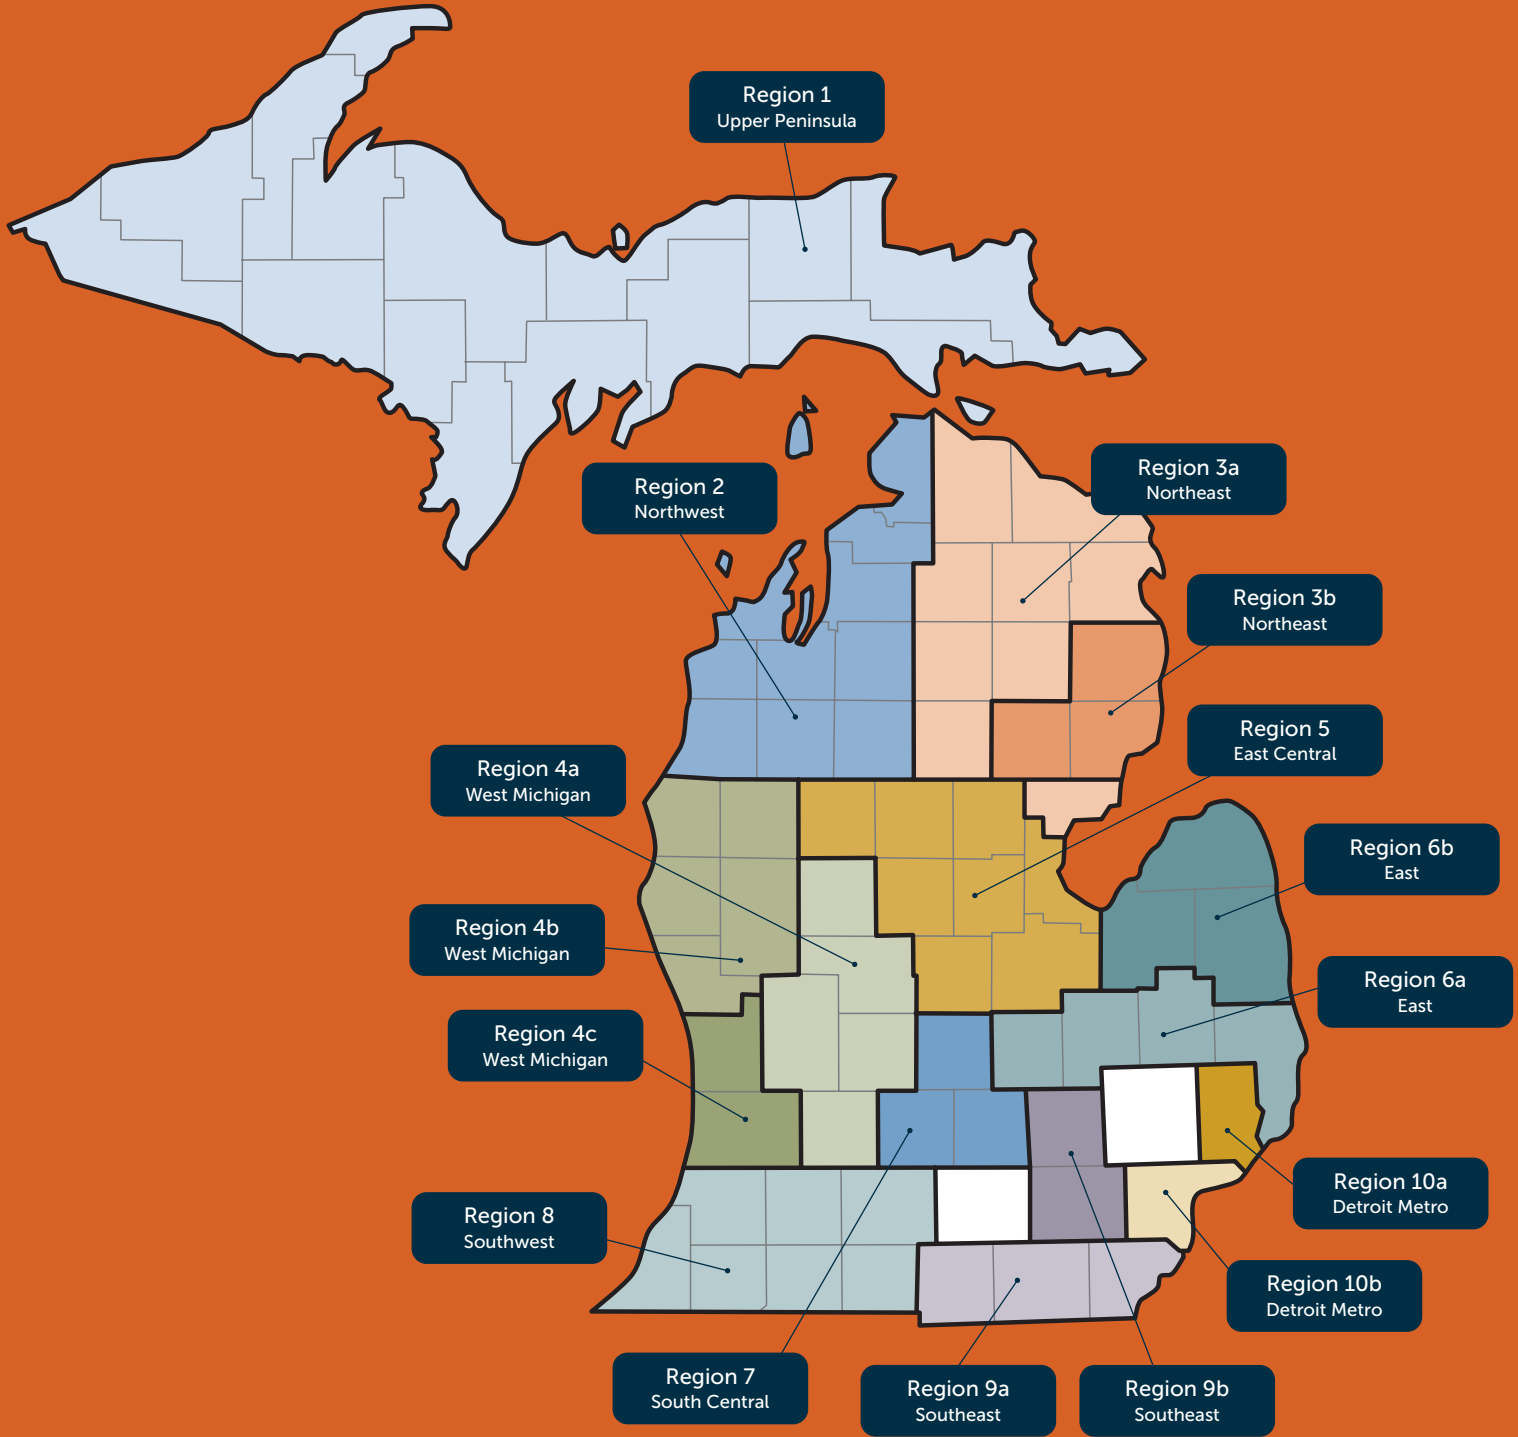 Region 1
Upper Peninsula
Region 3a
Northeast
Region 2
Northwest
Region 3b
Northeast
Region 5
East Central
Region 4a
West Michigan
Region 6b
East
Region 4b
West Michigan
Region 6a
East
Region 4c
West Michigan
Region 10a
Detroit Metro
Region 8
Southwest
Region 10b
Detroit Metro
Region 7
South Central
Region 9a
Southeast
Region 9b
Southeast